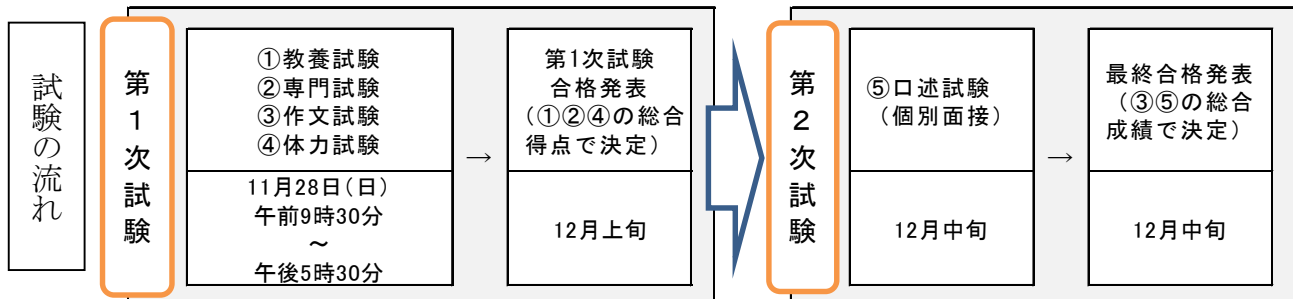 試験の流れ
第1次試験
①教養試験
②専門試験
③作文試験
④体力試験
11月28日(日)
午前9時30分
～
午後5時30分
→
第1次試験
合格発表
(①②④の総合
得点で決定)
12月上旬
第2次試験
⑤口述試験
(個別面接)
12月中旬
→
最終合格発表
(③⑤の総合
成績で決定)
12月中旬